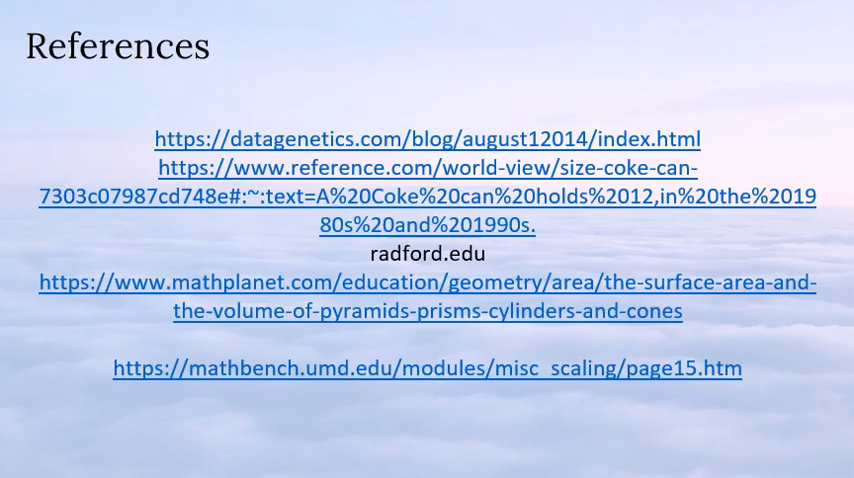 References
https://datagenetics.com/blog/august12014/index.html
https://www.reference.com/world-view/size-coke-can-
7303c07987cd748e#:~:text=A%20Coke%20can%20holds%2012,in%20the%2019
80s%20and%201990s.
radford.edu
https://www.mathplanet.com/education/geometry/area/the-surface-area-and-
the-volume-of-pyramids-prisms-cylinders-and-cones
https://mathbench.umd.edu/modules/misc_scaling/page15.htm